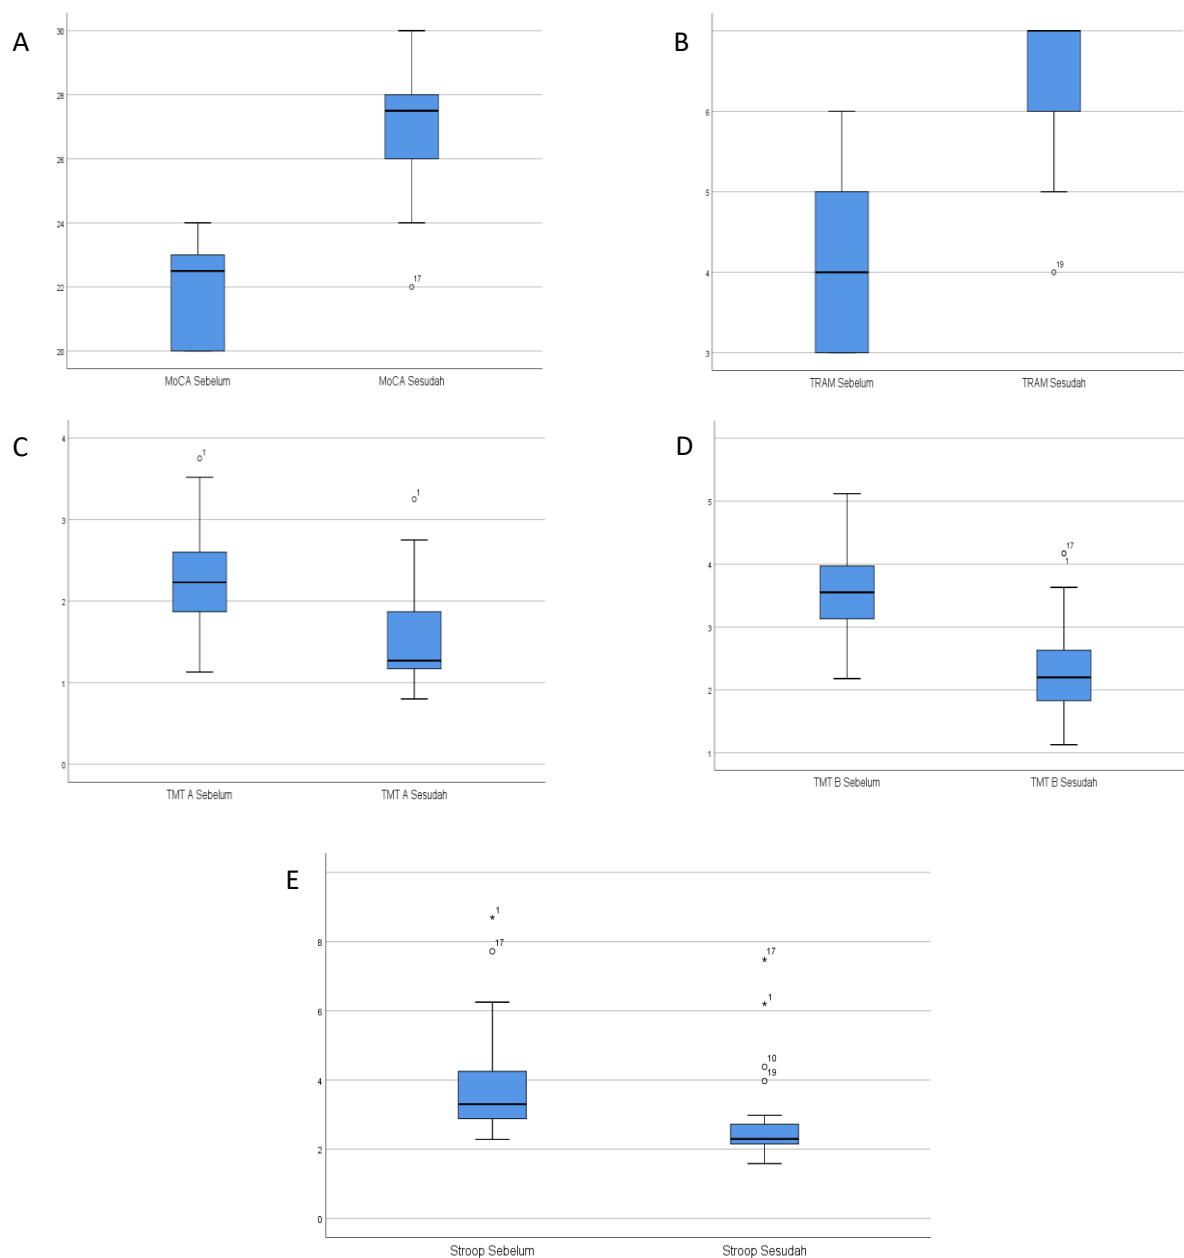 A
30
28
26
24
22
20
17
MoCA Sebelum
MoCA Sesudah
B
6
5
4
3
19
TRAM Sebelum
TRAM Sesudah
C
4
3
2
1
0
1
1
TMT A Sebelum
TMT A Sesudah
D
5
4
3
2
1
17
1
TMT B Sebelum
TMT B Sesudah
E
8
6
4
2
0
1
17
17
1
10
19
Stroop Sebelum
Stroop Sesudah